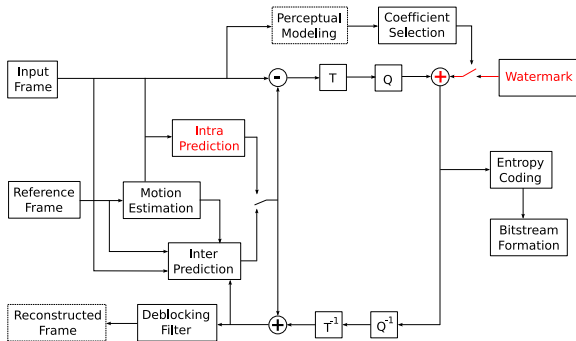 Perceptual
Modeling
Coefficient
Selection
Input
Frame
-
T
Q
+
Watermark
Intra
Prediction
Entropy
Coding
Reference
Frame
Motion
Estimation
Bitstream
Formation
Inter
Prediction
Reconstructed
Frame
Deblocking
Filter
+
T⁻¹
Q⁻¹